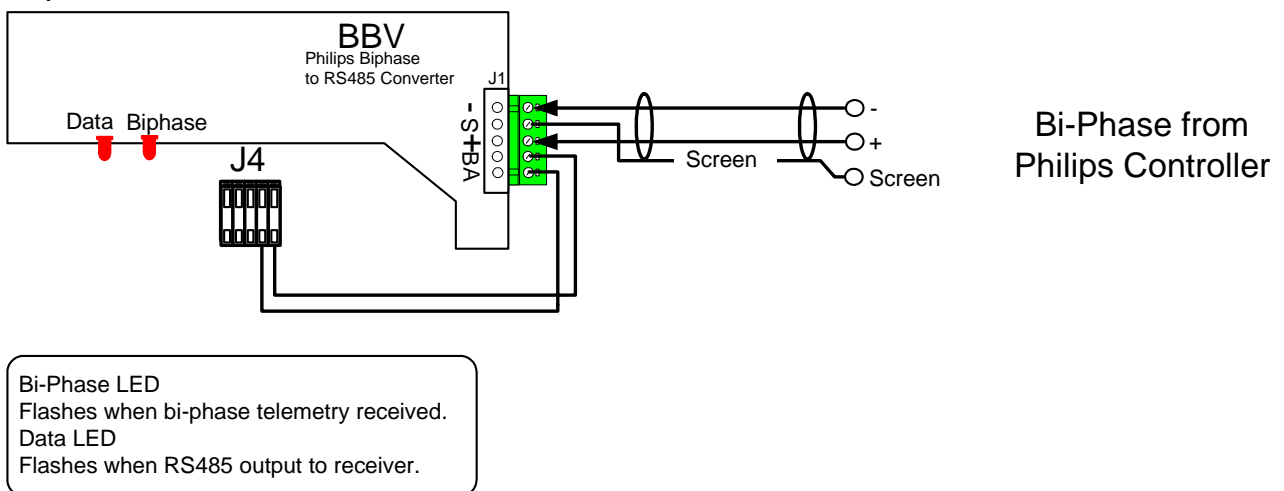 BBV
Philips Biphase
to RS485 Converter
J1
- S + B A
Data Biphase
J4
-
+
Screen
Screen
Bi-Phase from
Philips Controller
Bi-Phase LED
Flashes when bi-phase telemetry received.
Data LED
Flashes when RS485 output to receiver.